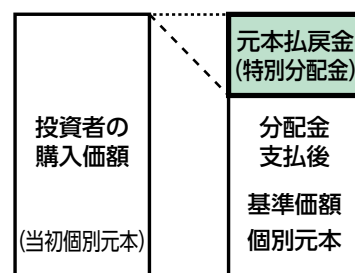 投資者の
購入価額
(当初個別元本)
元本払戻金
(特別分配金)
分配金
支払後
基準価額
個別元本